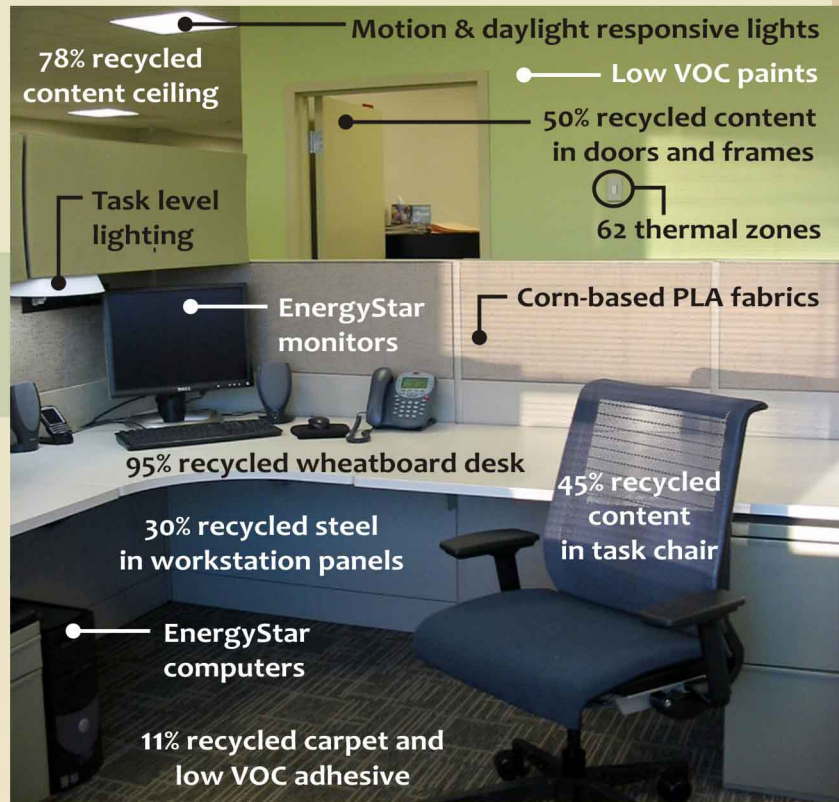 Motion & daylight responsive lights
78% recycled
content ceiling
Low VOC paints
50% recycled content
in doors and frames
Task level
lighting
62 thermal zones
EnergyStar
monitors
Corn-based PLA fabrics
DELL
95% recycled wheatboard desk
45% recycled
content
in task chair
30% recycled steel
in workstation panels
EnergyStar
computers
11% recycled carpet and
low VOC adhesive